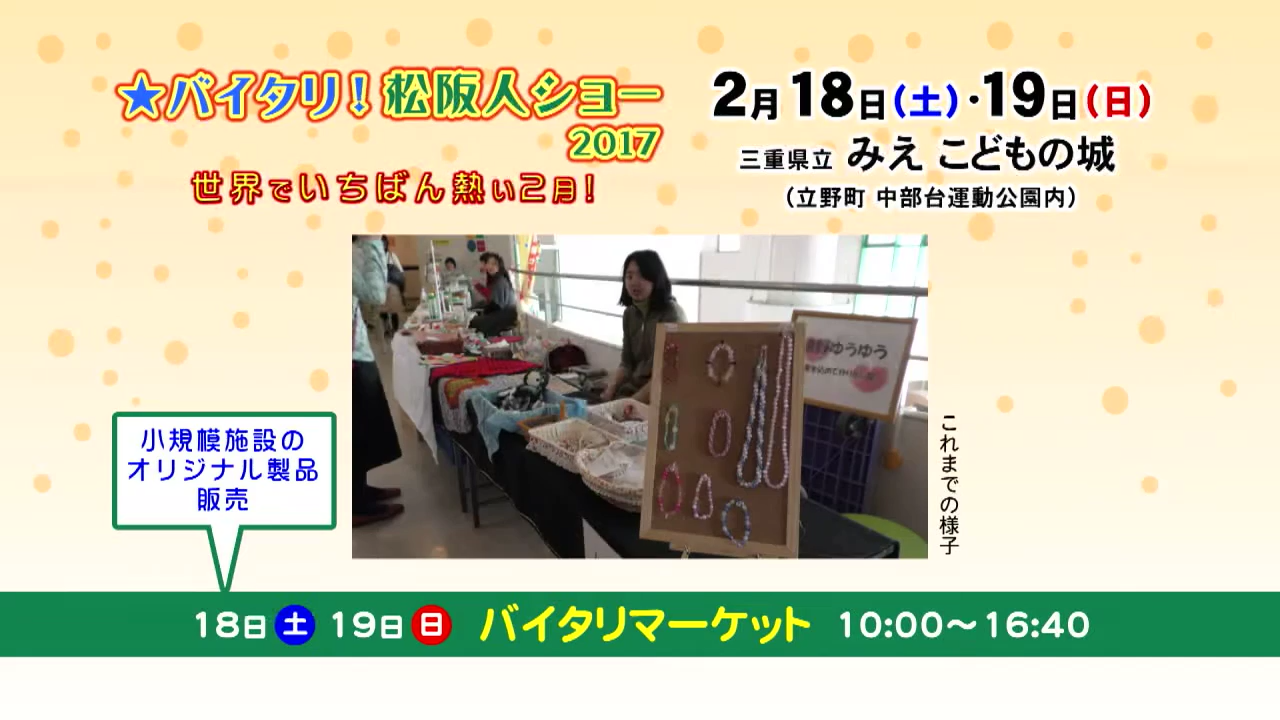 ★バイタリ！松阪人ショー
2017
世界でいちばん熱い2月！
2月18日（土）・19日（日）
三重県立 みえ こどもの城
（立野町 中部台運動公園内）
ゆうゆう
これまでの様子
小規模施設の
オリジナル製品
販売
18日 土 19日 日 バイタリマーケット 10:00～16:40